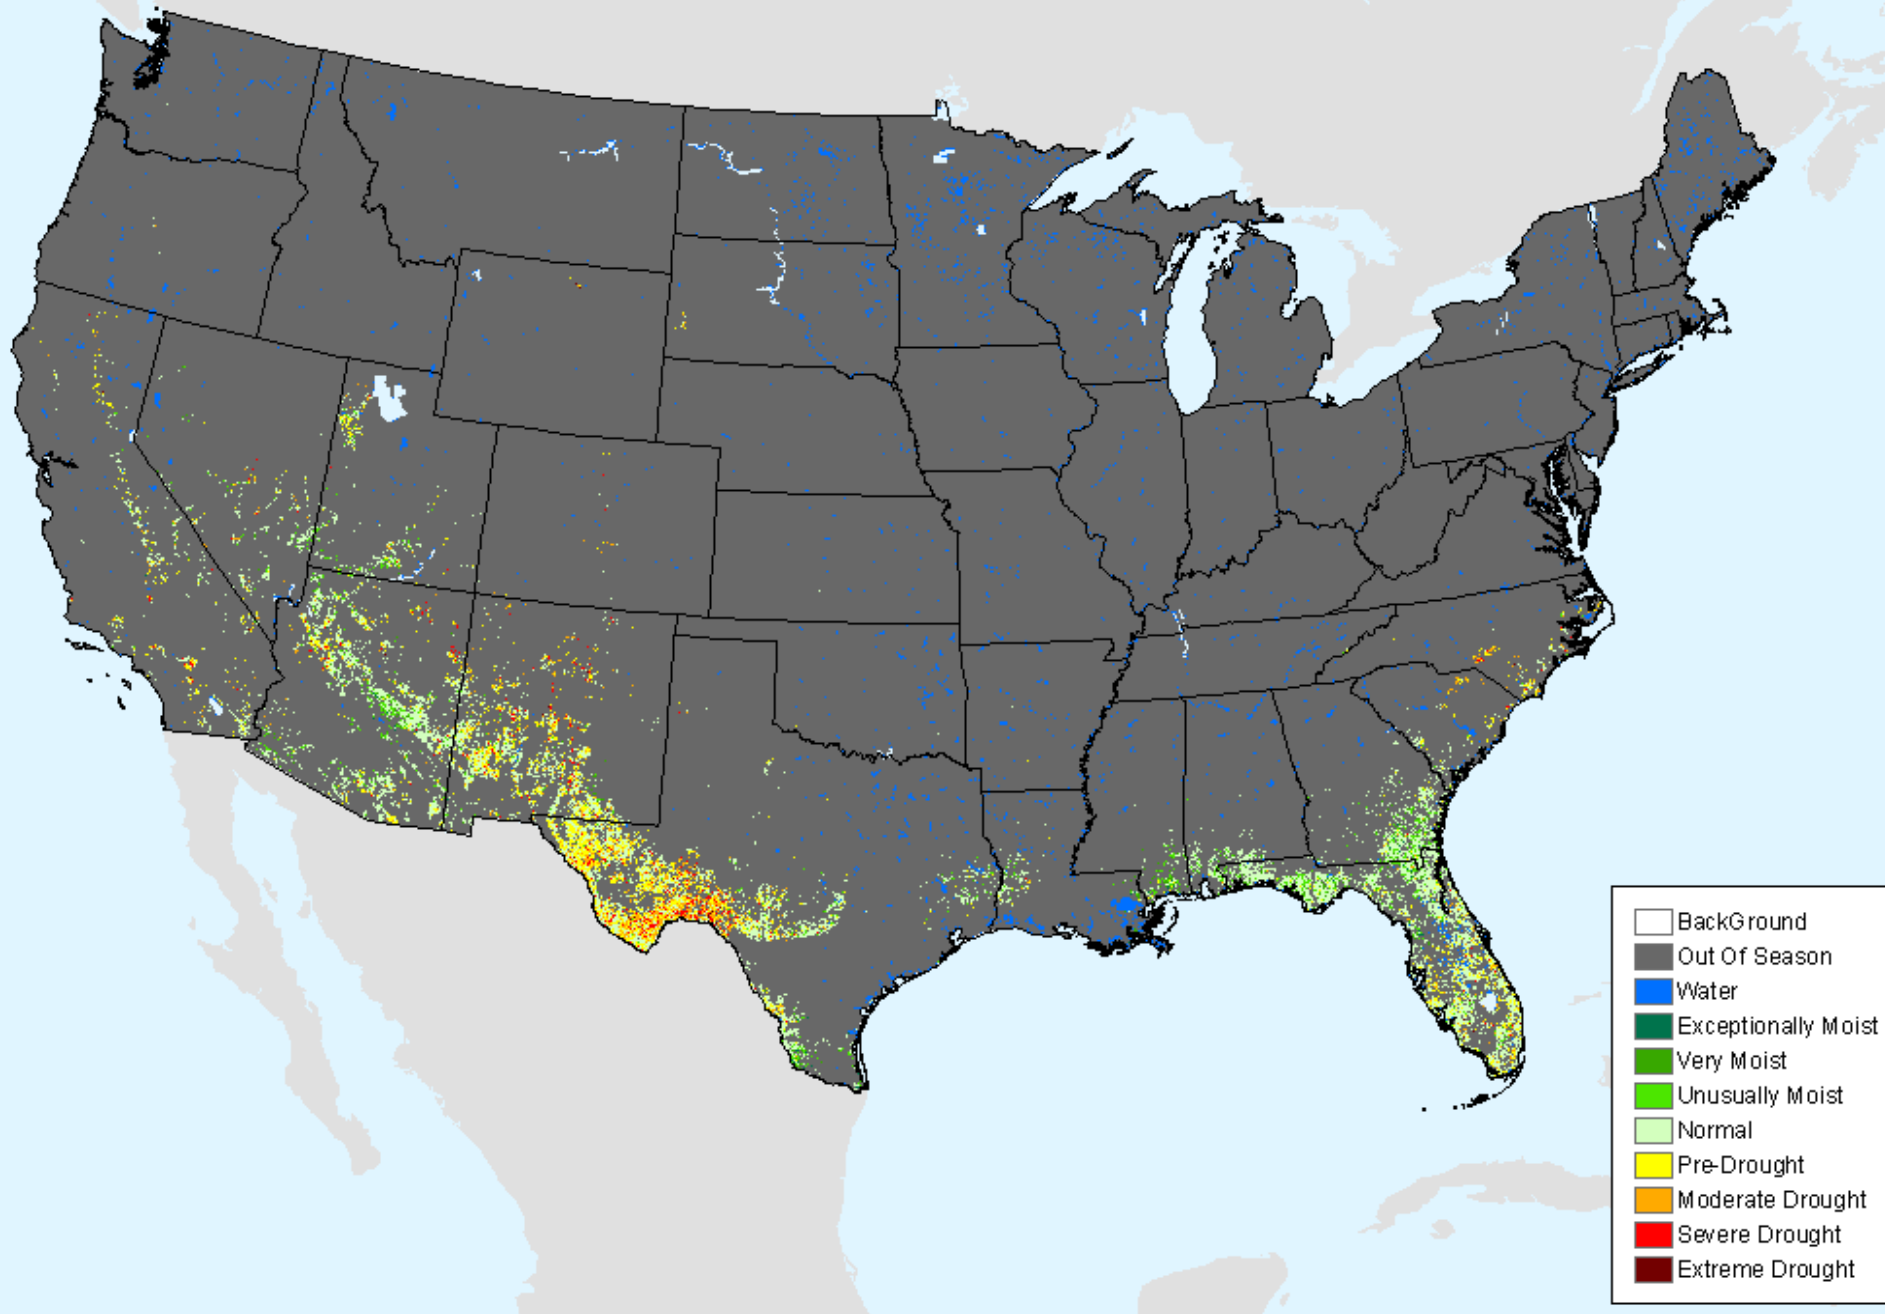 BackGround
Out Of Season
Water
Exceptionally Moist
Very Moist
Unusually Moist
Normal
Pre-Drought
Moderate Drought
Severe Drought
Extreme Drought